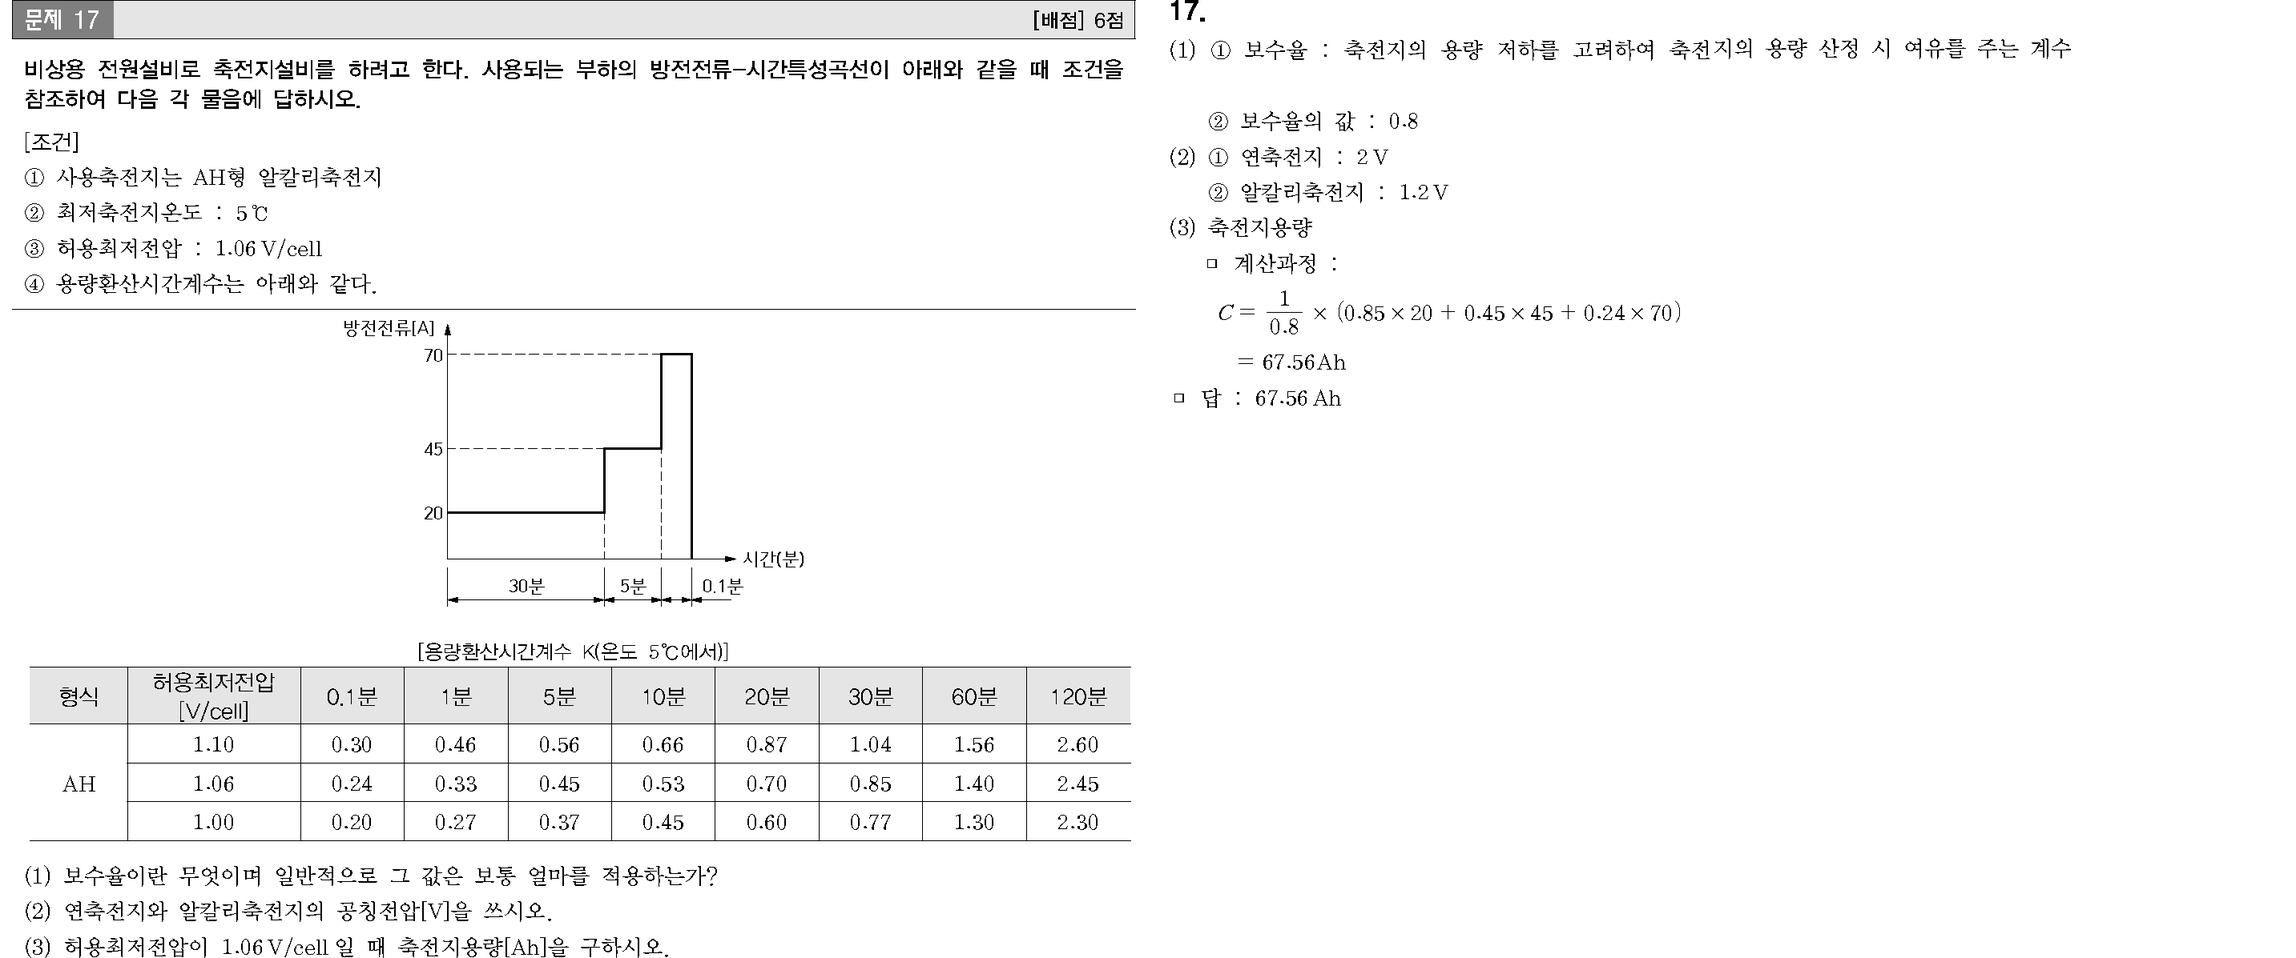 문제 17
[배점] 6점
비상용 전원설비로 축전지설비를 하려고 한다. 사용되는 부하의 방전전류-시간특성곡선이 아래와 같을 때 조건을
참조하여 다음 각 물음에 답하시오.
[조건]
① 사용축전지는 AH형 알칼리축전지
② 최저축전지온도 : 5℃
③ 허용최저전압 : 1.06 V/cell
④ 용량환산시간계수는 아래와 같다.
방전전류[A]
70
45
20
시간(분)
30분 5분 0.1분
[용량환산시간계수 K(온도 5℃에서)]
형식 허용최저전압 [V/cell] 0.1분 1분 5분 10분 20분 30분 60분 120분
AH 1.10 0.30 0.46 0.56 0.66 0.87 1.04 1.56 2.60
1.06 0.24 0.33 0.45 0.53 0.70 0.85 1.40 2.45
1.00 0.20 0.27 0.37 0.45 0.60 0.77 1.30 2.30
(1) 보수율이란 무엇이며 일반적으로 그 값은 보통 얼마를 적용하는가?
(2) 연축전지와 알칼리축전지의 공칭전압[V]을 쓰시오.
(3) 허용최저전압이 1.06 V/cell 일 때 축전지용량[Ah]을 구하시오.
17.
(1) ① 보수율 : 축전지의 용량 저하를 고려하여 축전지의 용량 산정 시 여유를 주는 계수
② 보수율의 값 : 0.8
(2) ① 연축전지 : 2 V
② 알칼리축전지 : 1.2 V
(3) 축전지용량
▫ 계산과정 :
C = 1/0.8 × (0.85 × 20 + 0.45 × 45 + 0.24 × 70)
= 67.56 Ah
▫ 답 : 67.56 Ah